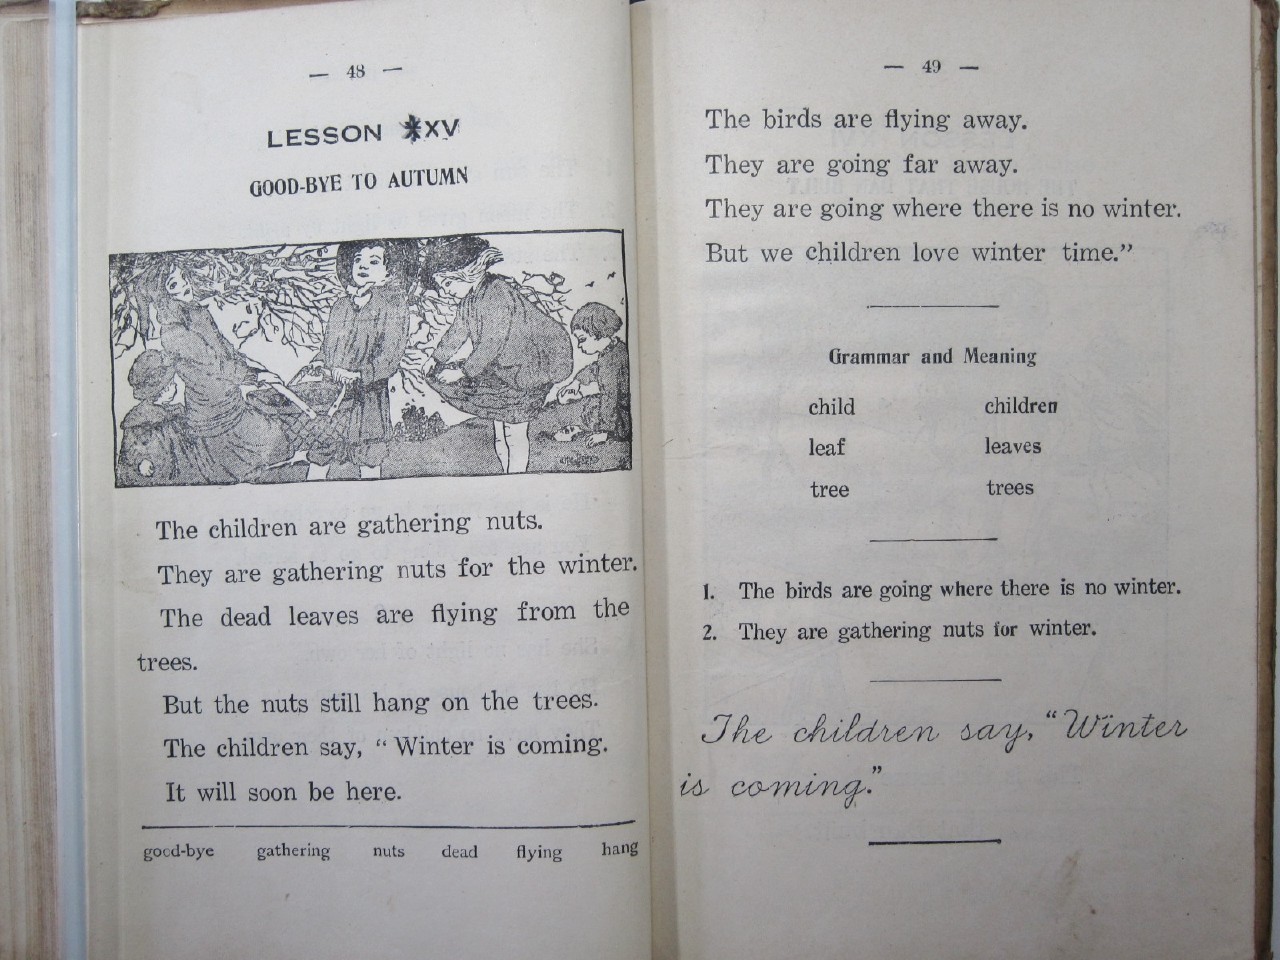 — 48 —
LESSON XXV
GOOD-BYE TO AUTUMN
The children are gathering nuts.
They are gathering nuts for the winter.
The dead leaves are flying from the
trees.
But the nuts still hang on the trees.
The children say, “ Winter is coming.
It will soon be here.
good-bye gathering nuts dead flying hang
— 49 —
The birds are flying away.
They are going far away.
They are going where there is no winter.
But we children love winter time.”
Grammar and Meaning
child children
leaf leaves
tree trees
1. The birds are going where there is no winter.
2. They are gathering nuts for winter.
The children say, “Winter
is coming.”